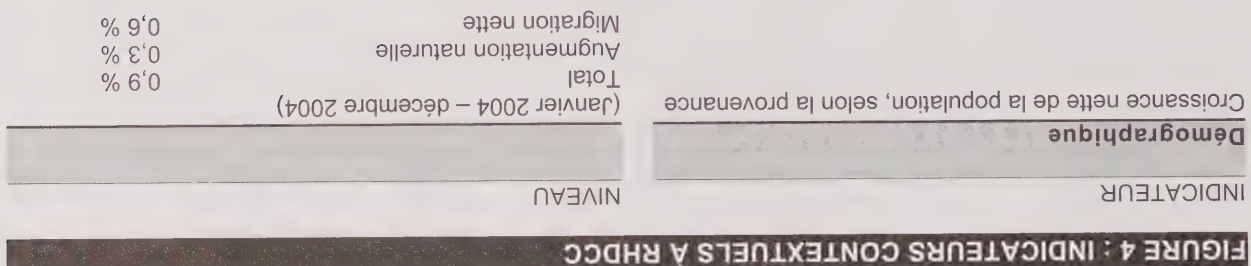 FIGURE 4 : INDICATEURS CONTEXTUELS À RHDCC
INDICATEUR NIVEAU
Démographique
Croissance nette de la population, selon la provenance (Janvier 2004 – décembre 2004)
Total 0,9 %
Augmentation naturelle 0,3 %
Migration nette 0,6 %